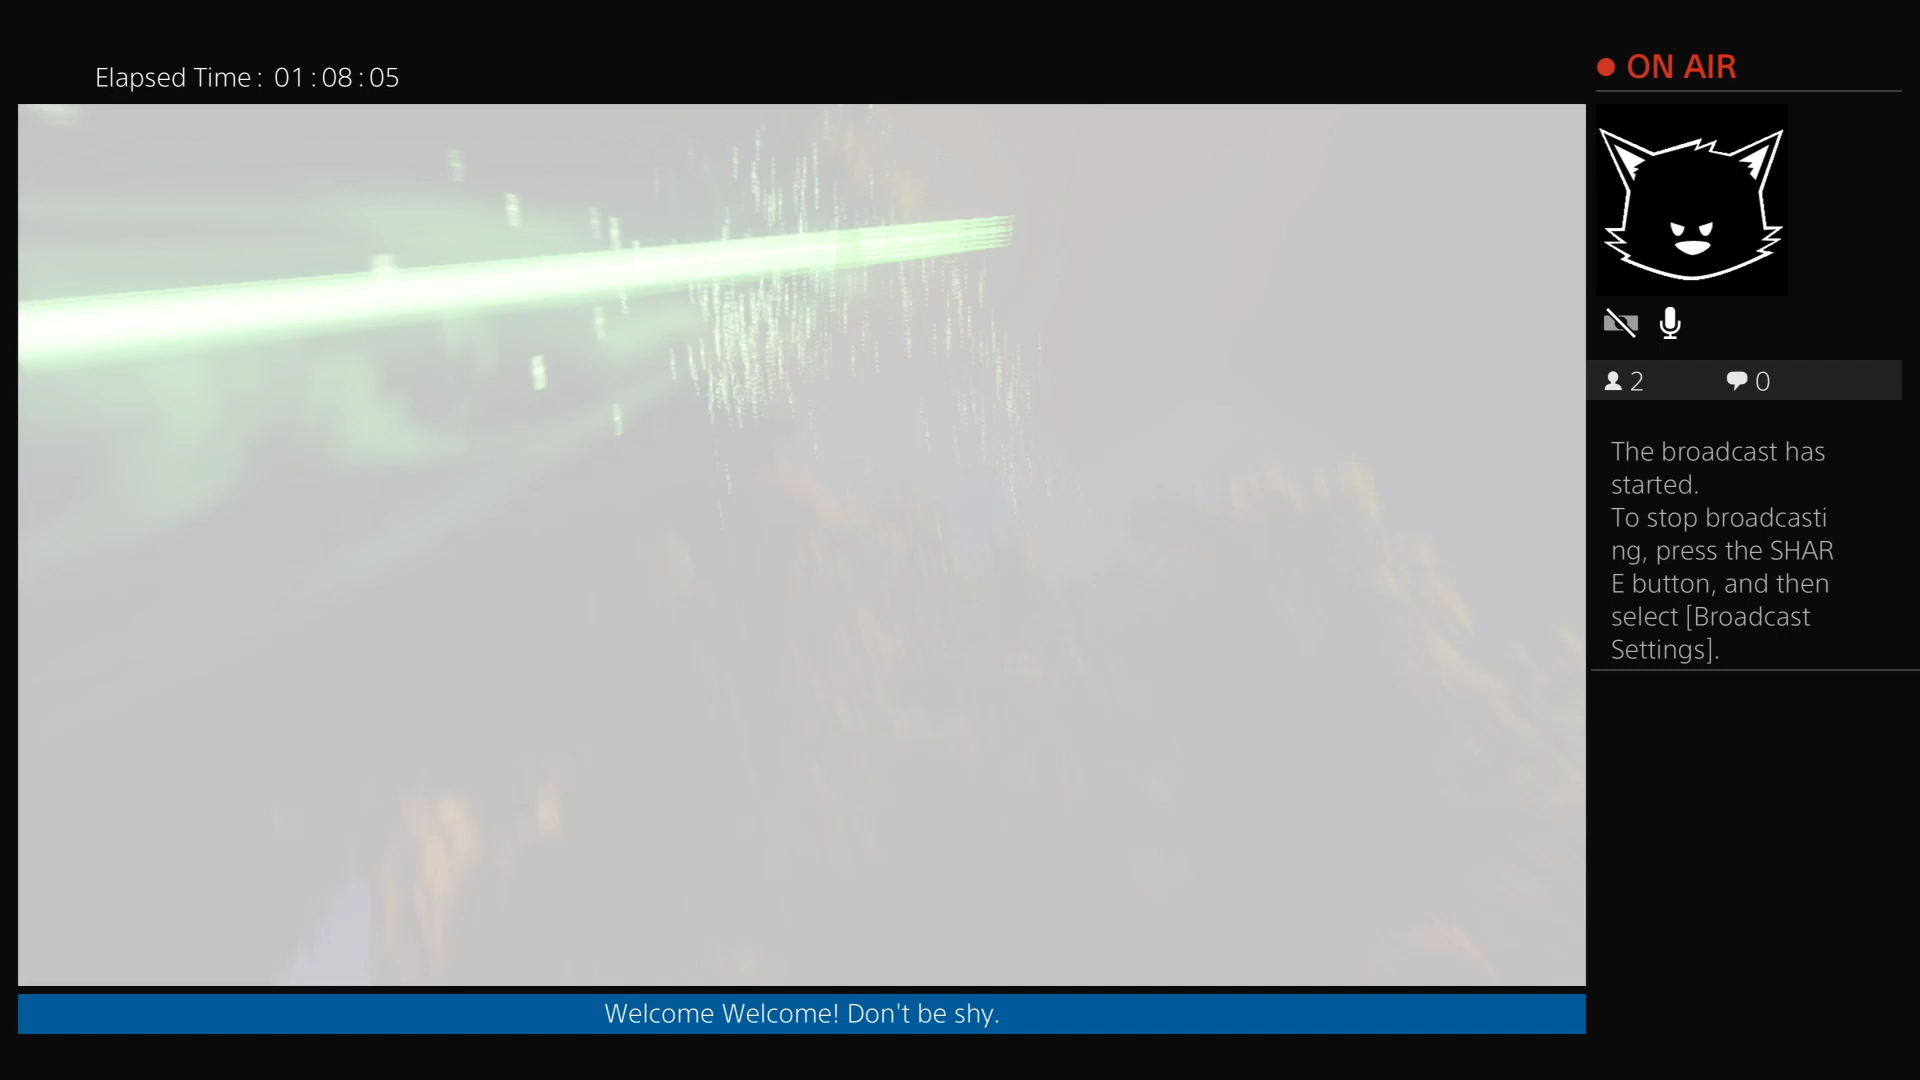 Elapsed Time: 01:08:05
ON AIR
2 0
The broadcast has
started.
To stop broadcasti
ng, press the SHAR
E button, and then
select [Broadcast
Settings].
Welcome Welcome! Don't be shy.